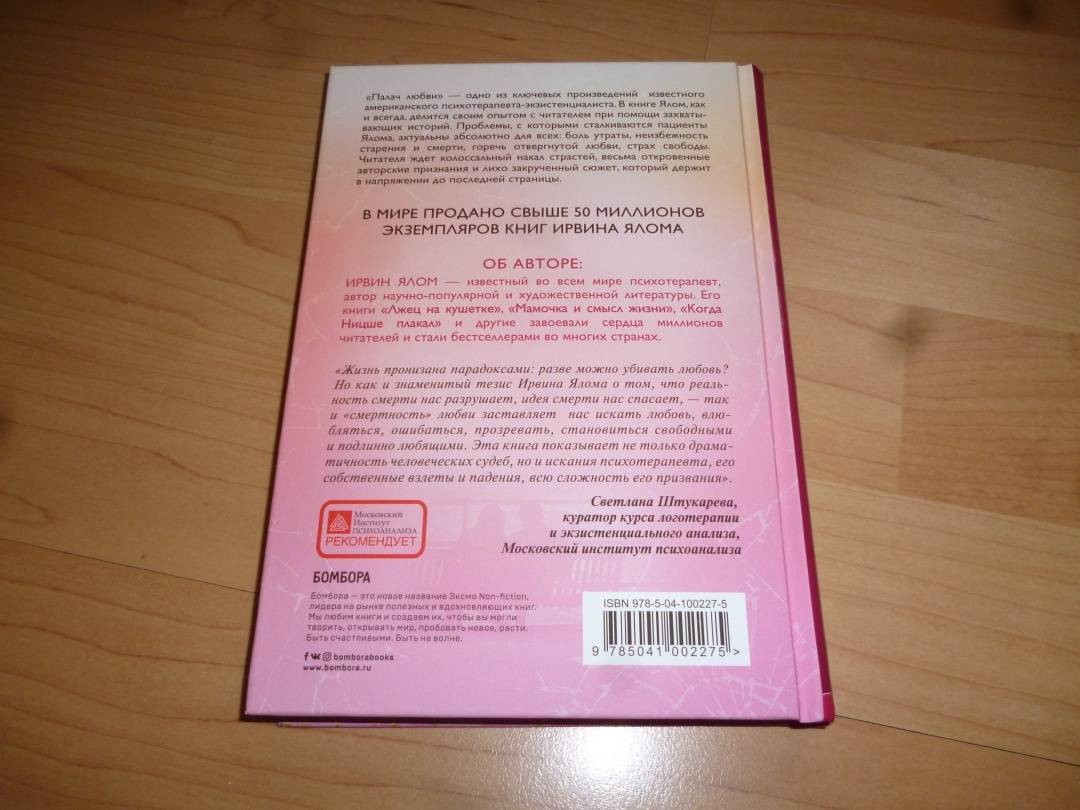 «Палач любви» — одно из ключевых произведений известного
американского психотерапевта-экзистенциалиста. В книге Ялом, как
и всегда, делится своим опытом с читателем при помощи захваты-
вающих историй. Проблемы, с которыми сталкиваются пациенты
Ялома, актуальны абсолютно для всех: боль утраты, неизбежность
старения и смерти, горечь отвергнутой любви, страх свободы.
Читателя ждет колоссальный накал страстей, весьма откровенные
авторские признания и лихо закрученный сюжет, который держит
в напряжении до последней страницы.
В МИРЕ ПРОДАНО СВЫШЕ 50 МИЛЛИОНОВ
ЭКЗЕМПЛЯРОВ КНИГ ИРВИНА ЯЛОМА
ОБ АВТОРЕ:
ИРВИН ЯЛОМ — известный во всем мире психотерапевт,
автор научно-популярной и художественной литературы. Его
книги «Лжец на кушетке», «Мамочка и смысл жизни», «Когда
Ницше плакал» и другие завоевали сердца миллионов
читателей и стали бестселлерами во многих странах.
«Жизнь пронизана парадоксами: разве можно убивать любовь?
Но как и знаменитый тезис Ирвина Ялома о том, что реаль-
ность смерти нас разрушает, идея смерти нас спасает, — так
и «смертность» любви заставляет нас искать любовь, влю-
бляться, ошибаться, прозревать, становиться свободными
и подлинно любящими. Эта книга показывает не только драма-
тичность человеческих судеб, но и искания психотерапевта, его
собственные взлеты и падения, всю сложность его призвания».
Светлана Штукарева,
куратор курса логотерапии
и экзистенциального анализа,
Московский институт психоанализа
Московский
Институт
ПСИХОАНАЛИЗА
РЕКОМЕНДУЕТ
БОМБОРА
Бомбора — это новое название Эксмо Non-fiction,
лидера на рынке полезных и вдохновляющих книг.
Мы любим книги и создаем их, чтобы вы могли
творить, открывать мир, пробовать новое, расти.
Быть счастливыми. Быть на волне.
bomborabooks
www.bombora.ru
ISBN 978-5-04-100227-5
9 785041 002275 >